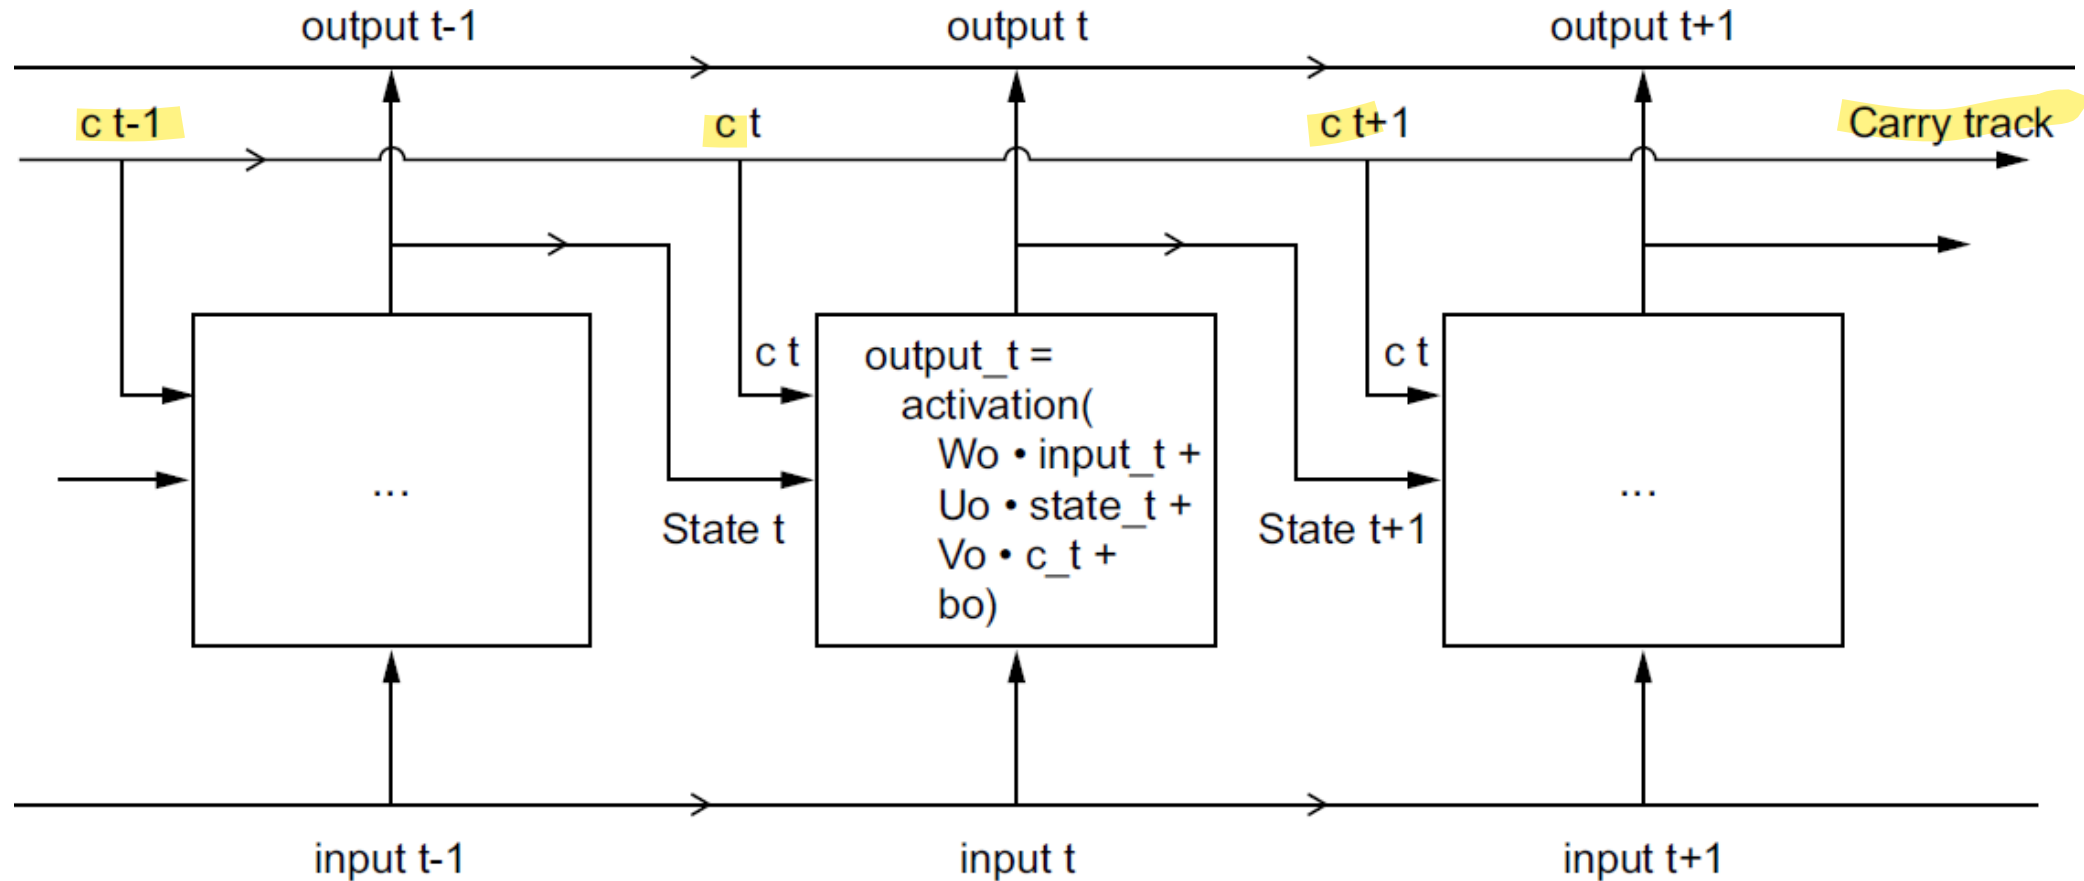 output t-1
output t
output t+1
c t-1
c t
c t+1
Carry track
...
c t
output_t =
activation(
Wo • input_t +
Uo • state_t +
Vo • c_t +
bo)
c t
...
State t
State t+1
input t-1
input t
input t+1